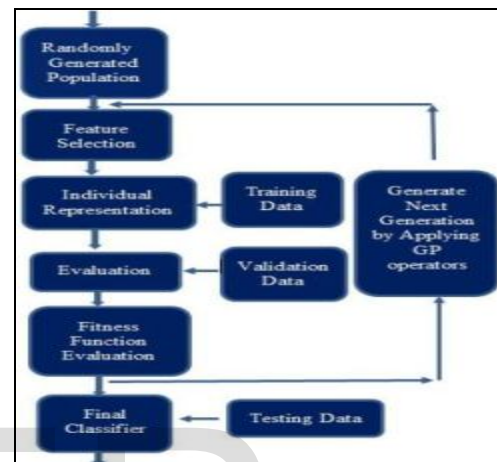 Randomly
Generated
Population
Feature
Selection
Individual
Representation
Training
Data
Generate
Next
Generation
by Applying
GP
operators
Evaluation
Validation
Data
Fitness
Function
Evaluation
Final
Classifier
Testing Data